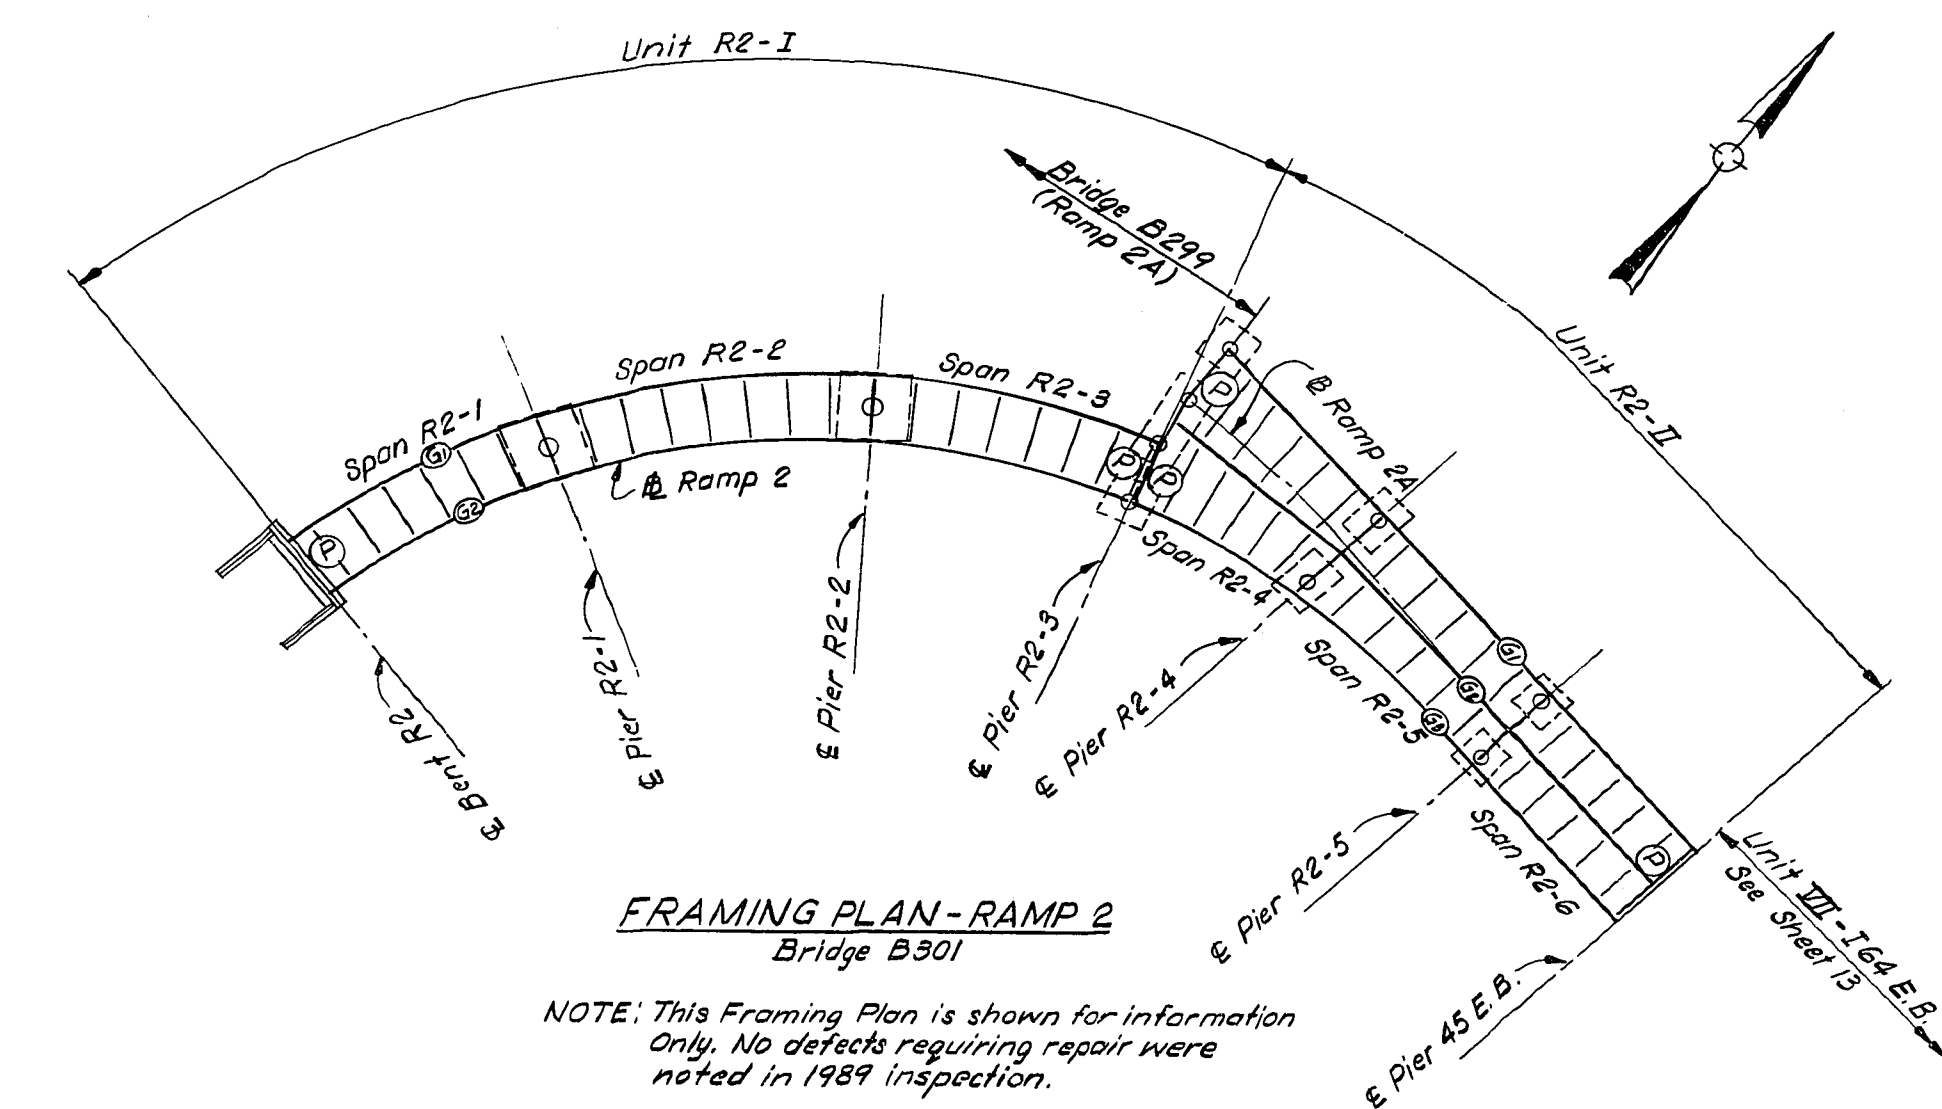 Unit R2-I
Bridge B299
(Ramp 2A)
Unit R2-II
Span R2-1
Span R2-2
Span R2-3
℄ Ramp 2A
G1
G2
P
P
P
P
P
Ramp 2
Span R2-4
Span R2-5
Span R2-6
G1
℄ Bent R2
℄ Pier R2-1
℄ Pier R2-2
℄ Pier R2-3
℄ Pier R2-4
℄ Pier R2-5
℄ Pier 45 E.B.
Unit VII-I64 E.B.
See Sheet 13
FRAMING PLAN-RAMP 2
Bridge B301
NOTE: This Framing Plan is shown for information
Only. No defects requiring repair were
noted in 1989 inspection.